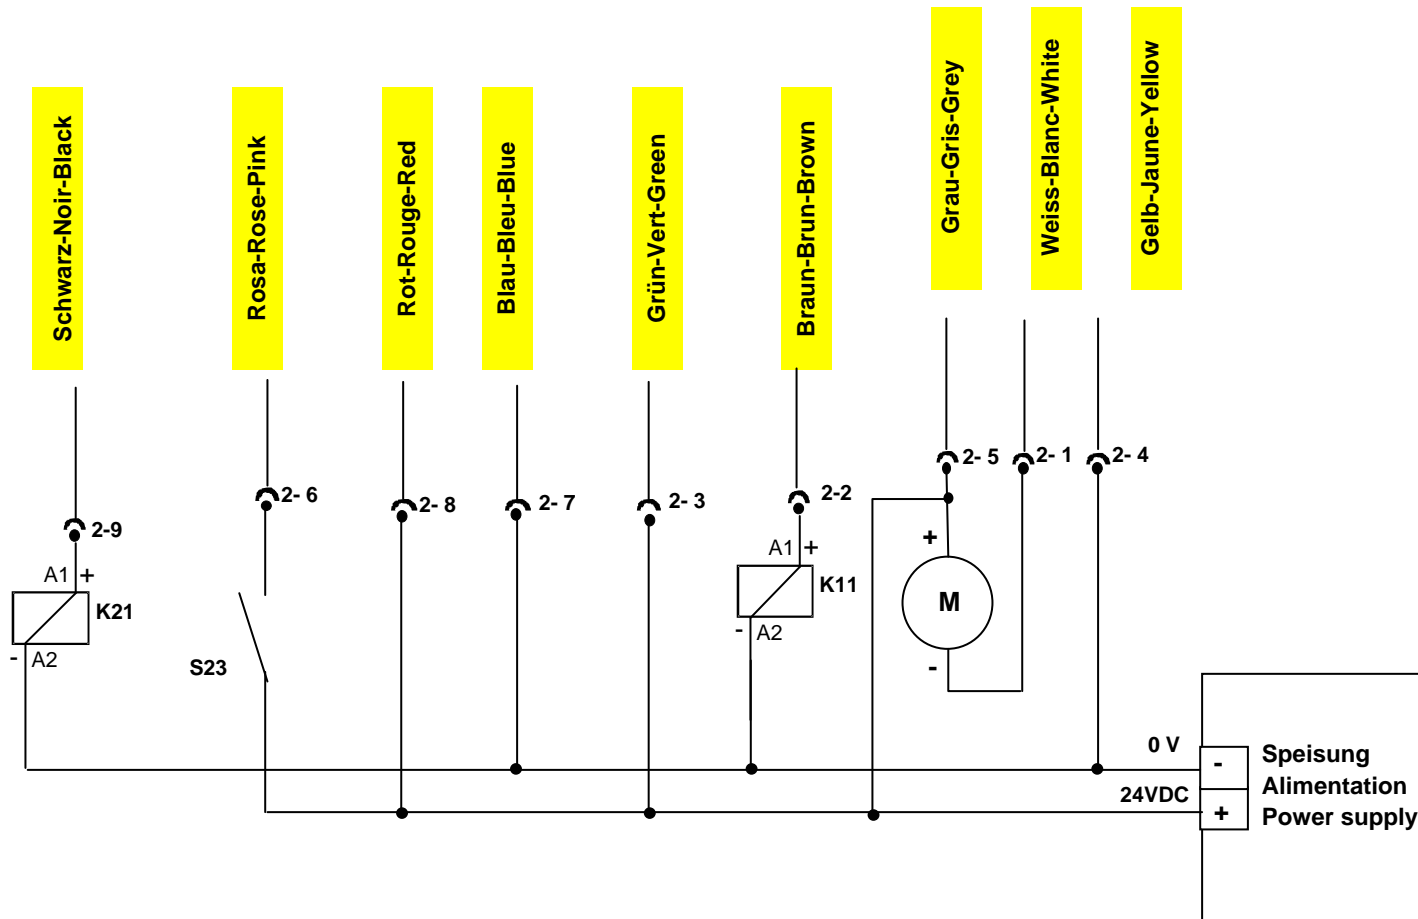 Schwarz-Noir-Black
Rosa-Rose-Pink
Rot-Rouge-Red
Blau-Bleu-Blue
Grün-Vert-Green
Braun-Brun-Brown
Grau-Gris-Grey
Weiss-Blanc-White
Gelb-Jaune-Yellow
2- 5
2- 1
2- 4
2- 6
2- 8
2- 7
2- 3
2-2
2-9
A1 +
K21
- A2
S23
A1 +
K11
- A2
+
M
-
0 V
-
24VDC
+
Speisung
Alimentation
Power supply